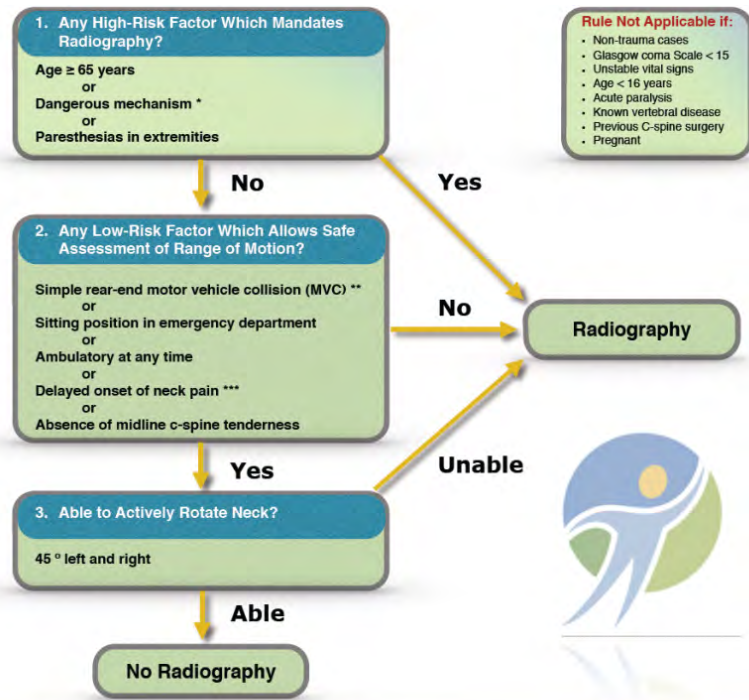 1. Any High-Risk Factor Which Mandates
Radiography?
Age ≥ 65 years
or
Dangerous mechanism *
or
Paresthesias in extremities
Rule Not Applicable if:
• Non-trauma cases
• Glasgow coma Scale < 15
• Unstable vital signs
• Age < 16 years
• Acute paralysis
• Known vertebral disease
• Previous C-spine surgery
• Pregnant
No
Yes
2. Any Low-Risk Factor Which Allows Safe
Assessment of Range of Motion?
Simple rear-end motor vehicle collision (MVC) **
or
Sitting position in emergency department
or
Ambulatory at any time
or
Delayed onset of neck pain ***
or
Absence of midline c-spine tenderness
No
Radiography
Yes
Unable
3. Able to Actively Rotate Neck?
45 º left and right
Able
No Radiography